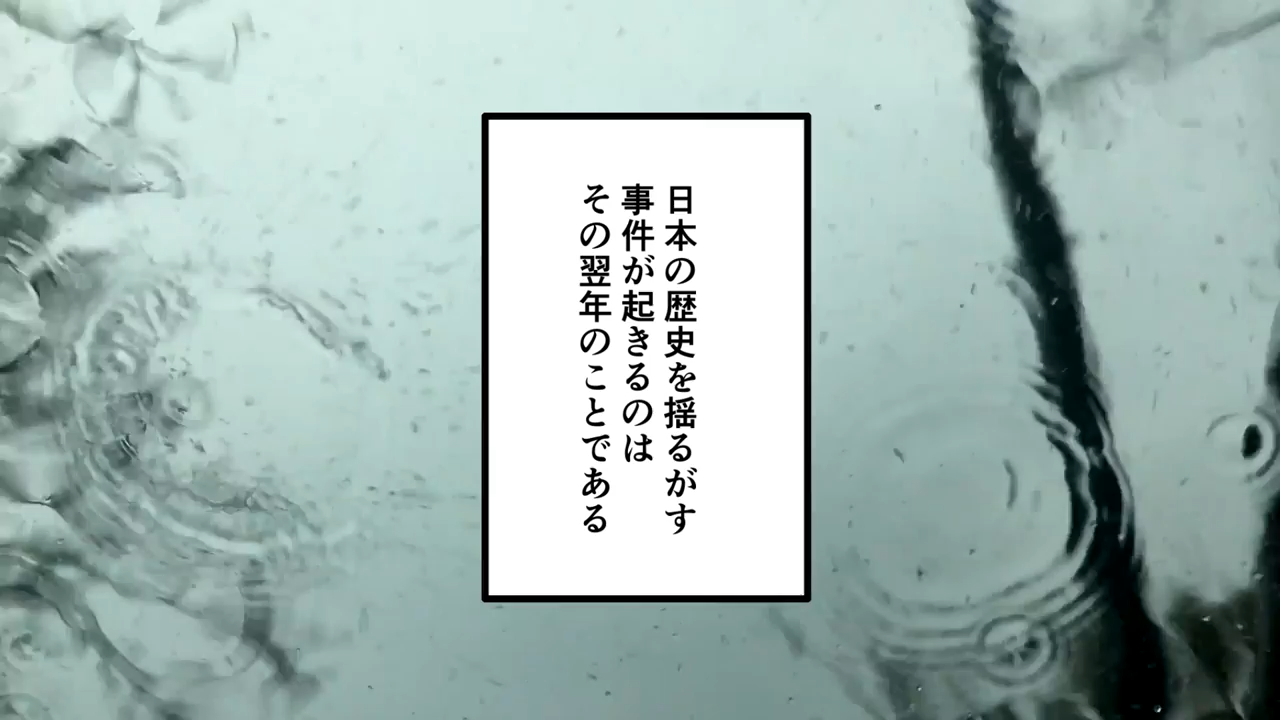 日本の歴史を揺るがす
事件が起きるのは
その翌年のことである